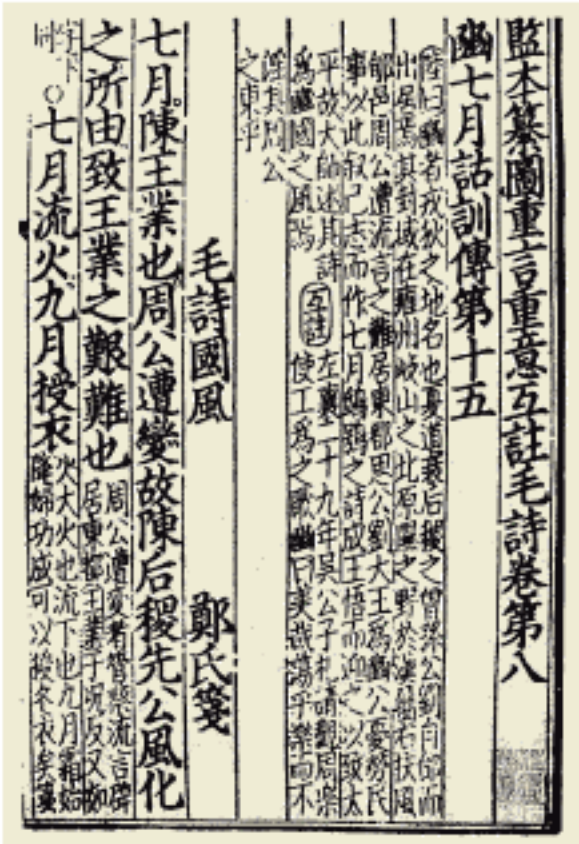 監本纂圖重言重意互註毛詩卷第八
豳七月詁訓傳第十五
陸曰豳者戎狄之地名也夏道衰后稷之曾孫公劉自邰而
出居焉其封域在雍州岐山之北原隰之野於漢屬右扶風
郇邑周公遭流言之難居東都思公劉大王為豳公憂勞民
事以此敘己志而作七月鴟鴞之詩成王悟而迎之以致太
平故大師述其詩
為豳國之風焉
互註
左襄二十九年吳公子札請觀周樂
使工為之歌豳曰美哉蕩乎樂而不
淫其周公
之東乎
毛詩國風 鄭氏箋
七月陳王業也周公遭變故陳后稷先公風化
之所由致王業之艱難也
周公遭變者管蔡流言辟
居東都王業于況反又如
字
○七月流火九月授衣
火大火也流下也九月霜始
降婦功成可以授冬衣矣箋